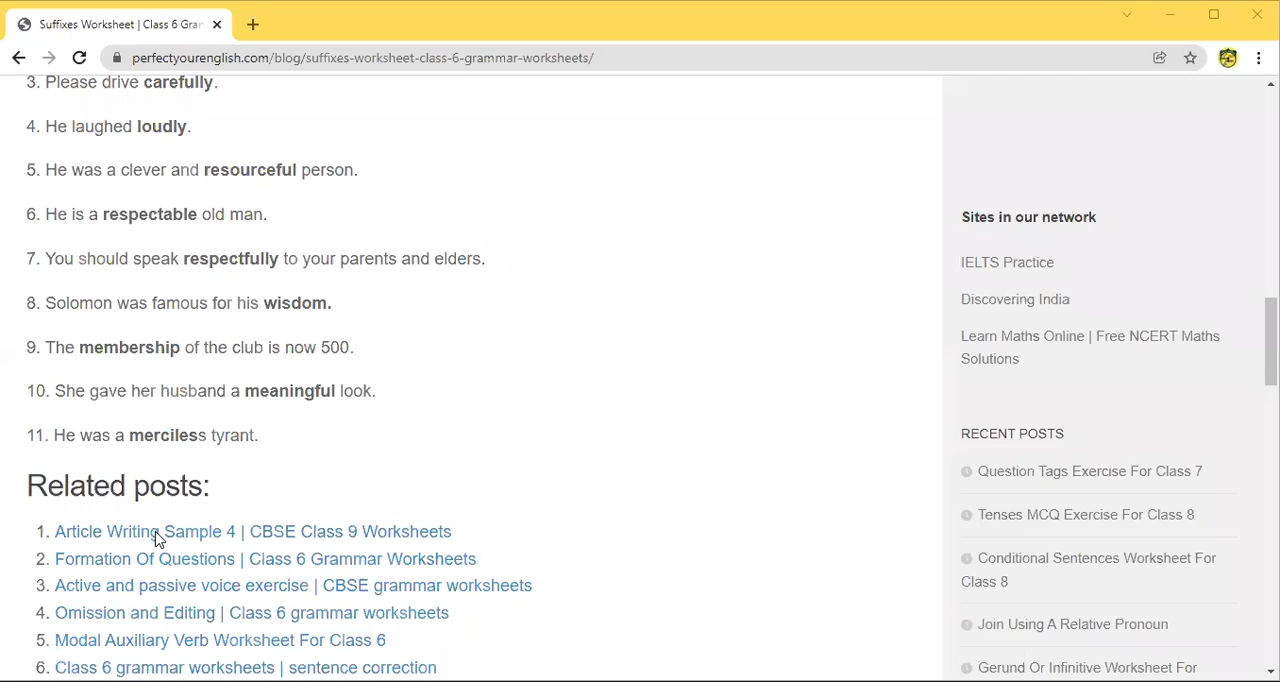 Suffixes Worksheet | Class 6 Gra
perfectyourenglish.com/blog/suffixes-worksheet-class-6-grammar-worksheets/
3. Please drive carefully.
4. He laughed loudly.
5. He was a clever and resourceful person.
6. He is a respectable old man.
7. You should speak respectfully to your parents and elders.
8. Solomon was famous for his wisdom.
9. The membership of the club is now 500.
10. She gave her husband a meaningful look.
11. He was a merciless tyrant.
Related posts:
1. Article Writing Sample 4 | CBSE Class 9 Worksheets
2. Formation Of Questions | Class 6 Grammar Worksheets
3. Active and passive voice exercise | CBSE grammar worksheets
4. Omission and Editing | Class 6 grammar worksheets
5. Modal Auxiliary Verb Worksheet For Class 6
6. Class 6 grammar worksheets | sentence correction
Sites in our network
IELTS Practice
Discovering India
Learn Maths Online | Free NCERT Maths
Solutions
RECENT POSTS
Question Tags Exercise For Class 7
Tenses MCQ Exercise For Class 8
Conditional Sentences Worksheet For
Class 8
Join Using A Relative Pronoun
Gerund Or Infinitive Worksheet For